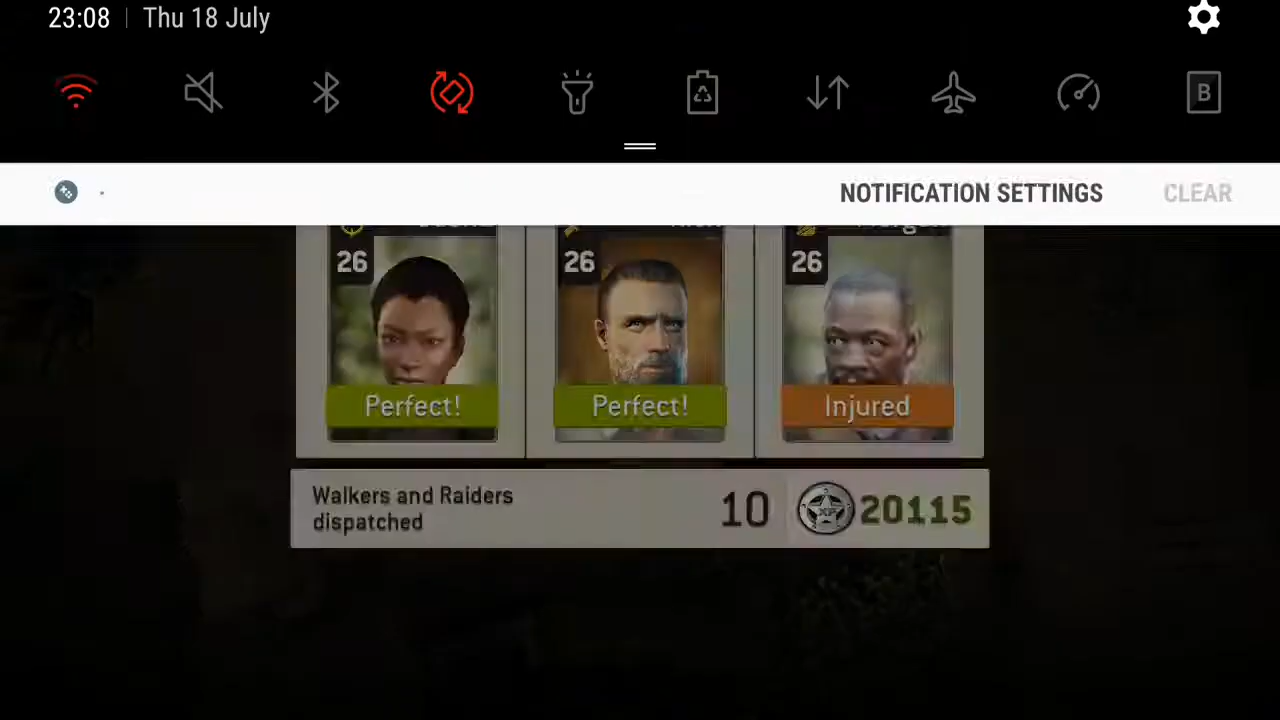 23:08 | Thu 18 July
B
NOTIFICATION SETTINGS CLEAR
26 26 26
Perfect! Perfect! Injured
Walkers and Raiders
dispatched
10 XP 20115